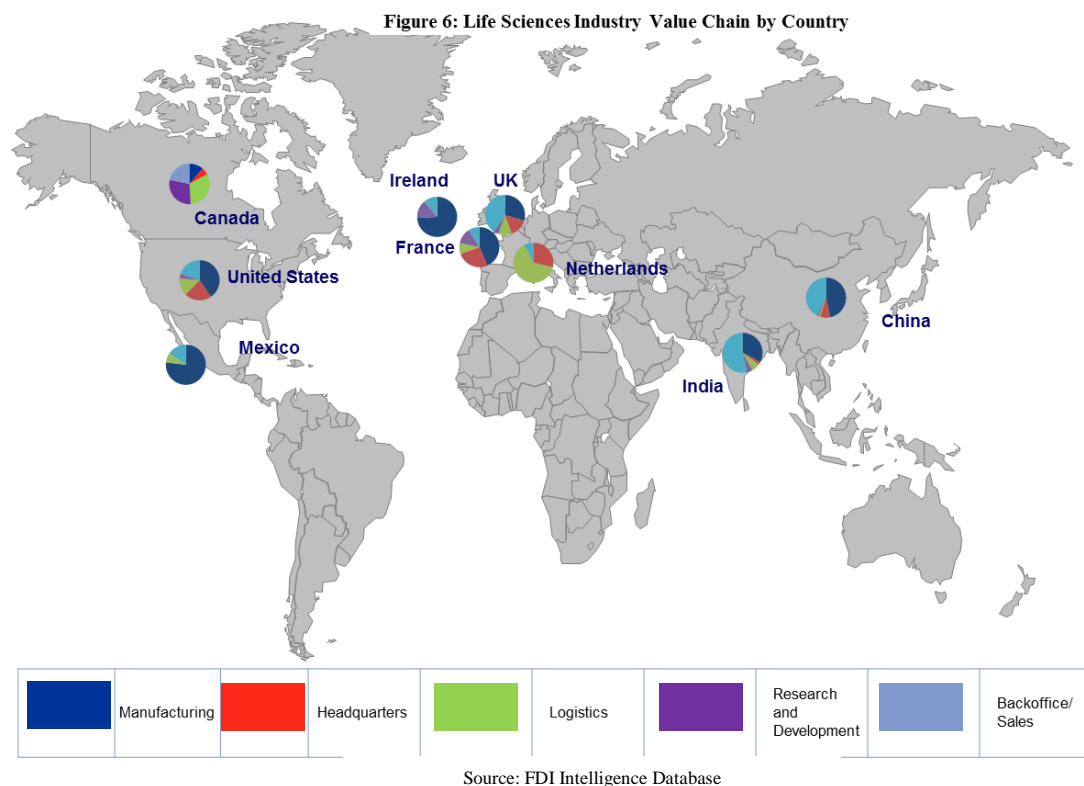 Figure 6: Life Sciences Industry Value Chain by Country
Ireland
UK
Canada
France
Netherlands
United States
China
Mexico
India
Manufacturing
Headquarters
Logistics
Research
and
Development
Backoffice/
Sales
Source: FDI Intelligence Database